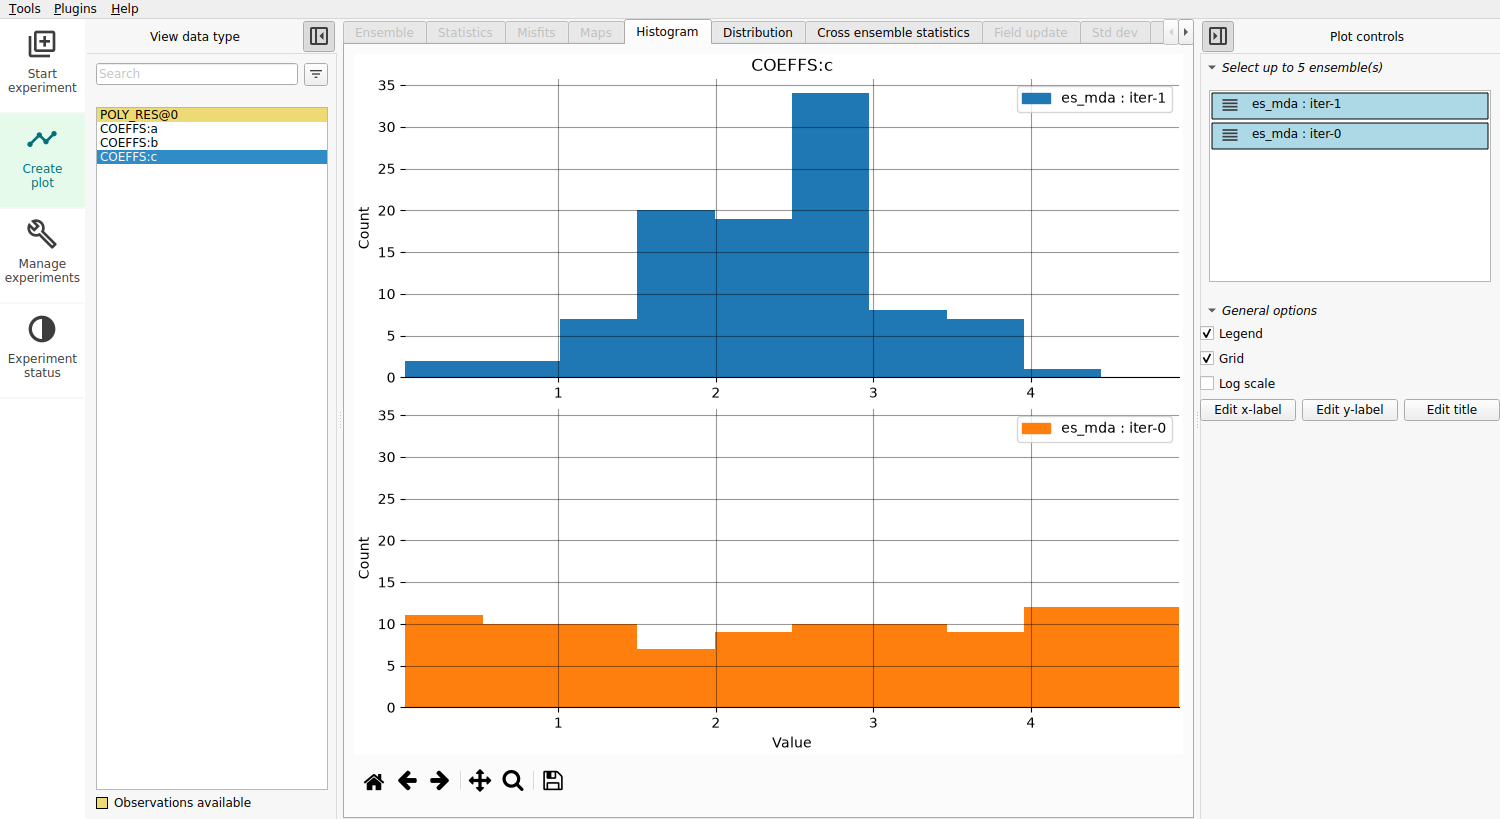 Tools Plugins Help
Start
experiment
Create
plot
Manage
experiments
Experiment
status
View data type
Search
POLY_RES@0
COEFFS:a
COEFFS:b
COEFFS:c
Observations available
Ensemble Statistics Misfits Maps Histogram Distribution Cross ensemble statistics Field update Std dev
COEFFS:c
es_mda : iter-1
Count
35
30
25
20
15
10
5
0
1 2 3 4
es_mda : iter-0
Count
35
30
25
20
15
10
5
0
1 2 3 4
Value
Plot controls
Select up to 5 ensemble(s)
es_mda : iter-1
es_mda : iter-0
General options
Legend
Grid
Log scale
Edit x-label Edit y-label Edit title